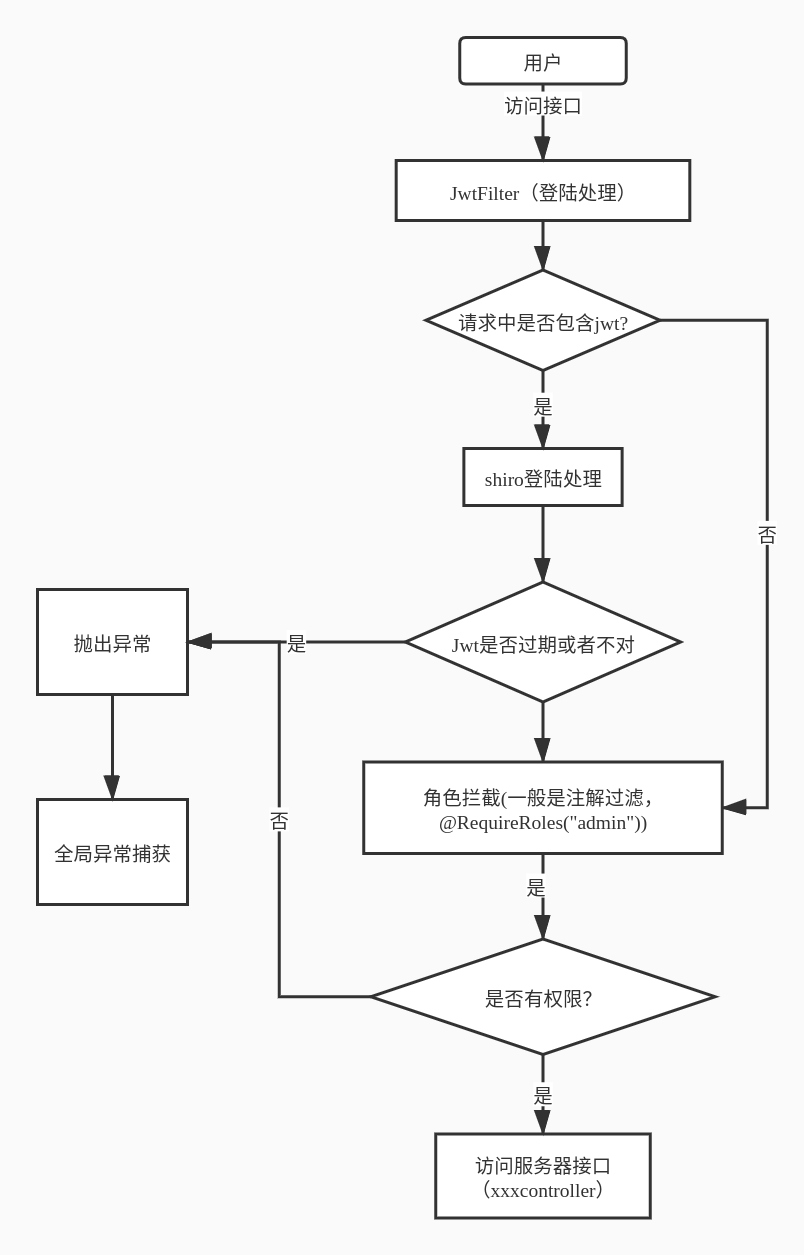 用户
访问接口
JwtFilter（登陆处理）
请求中是否包含jwt?
是
shiro登陆处理
否
抛出异常
是
Jwt是否过期或者不对
角色拦截(一般是注解过滤，
@RequireRoles("admin"))
否
全局异常捕获
是
是否有权限？
是
访问服务器接口
（xxxcontroller）